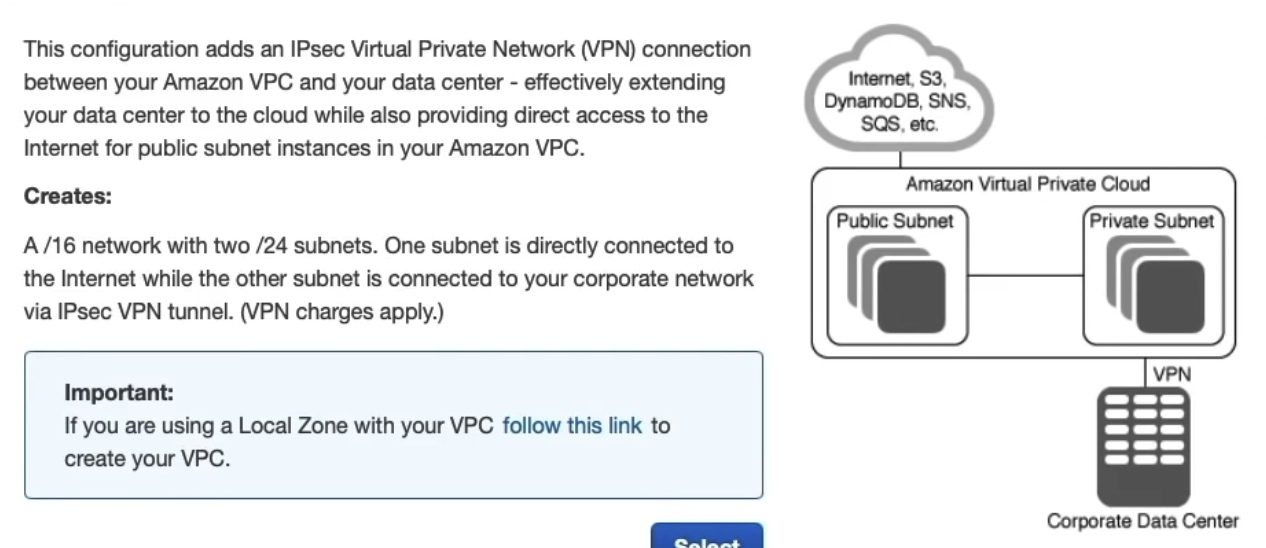 This configuration adds an IPsec Virtual Private Network (VPN) connection
between your Amazon VPC and your data center - effectively extending
your data center to the cloud while also providing direct access to the
Internet for public subnet instances in your Amazon VPC.
Creates:
A /16 network with two /24 subnets. One subnet is directly connected to
the Internet while the other subnet is connected to your corporate network
via IPsec VPN tunnel. (VPN charges apply.)
Important:
If you are using a Local Zone with your VPC follow this link to
create your VPC.
Select
Internet, S3,
DynamoDB, SNS,
SQS, etc.
Amazon Virtual Private Cloud
Public Subnet
Private Subnet
VPN
Corporate Data Center